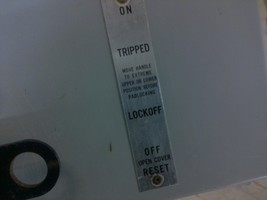 ON
TRIPPED
MOVE HANDLE
TO EXTREME
UPPER OR LOWER
POSITION BEFORE
PADLOCKING
LOCKOFF
OFF
OPEN COVER
RESET